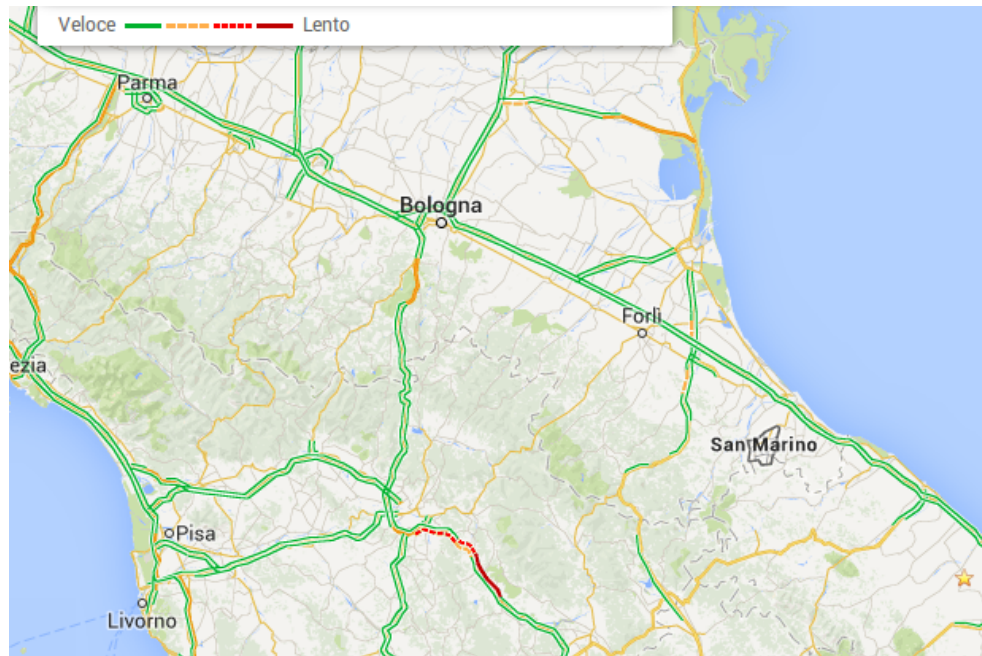 Veloce Lento
Parma
Bologna
Forlì
ezia
San Marino
Pisa
Livorno